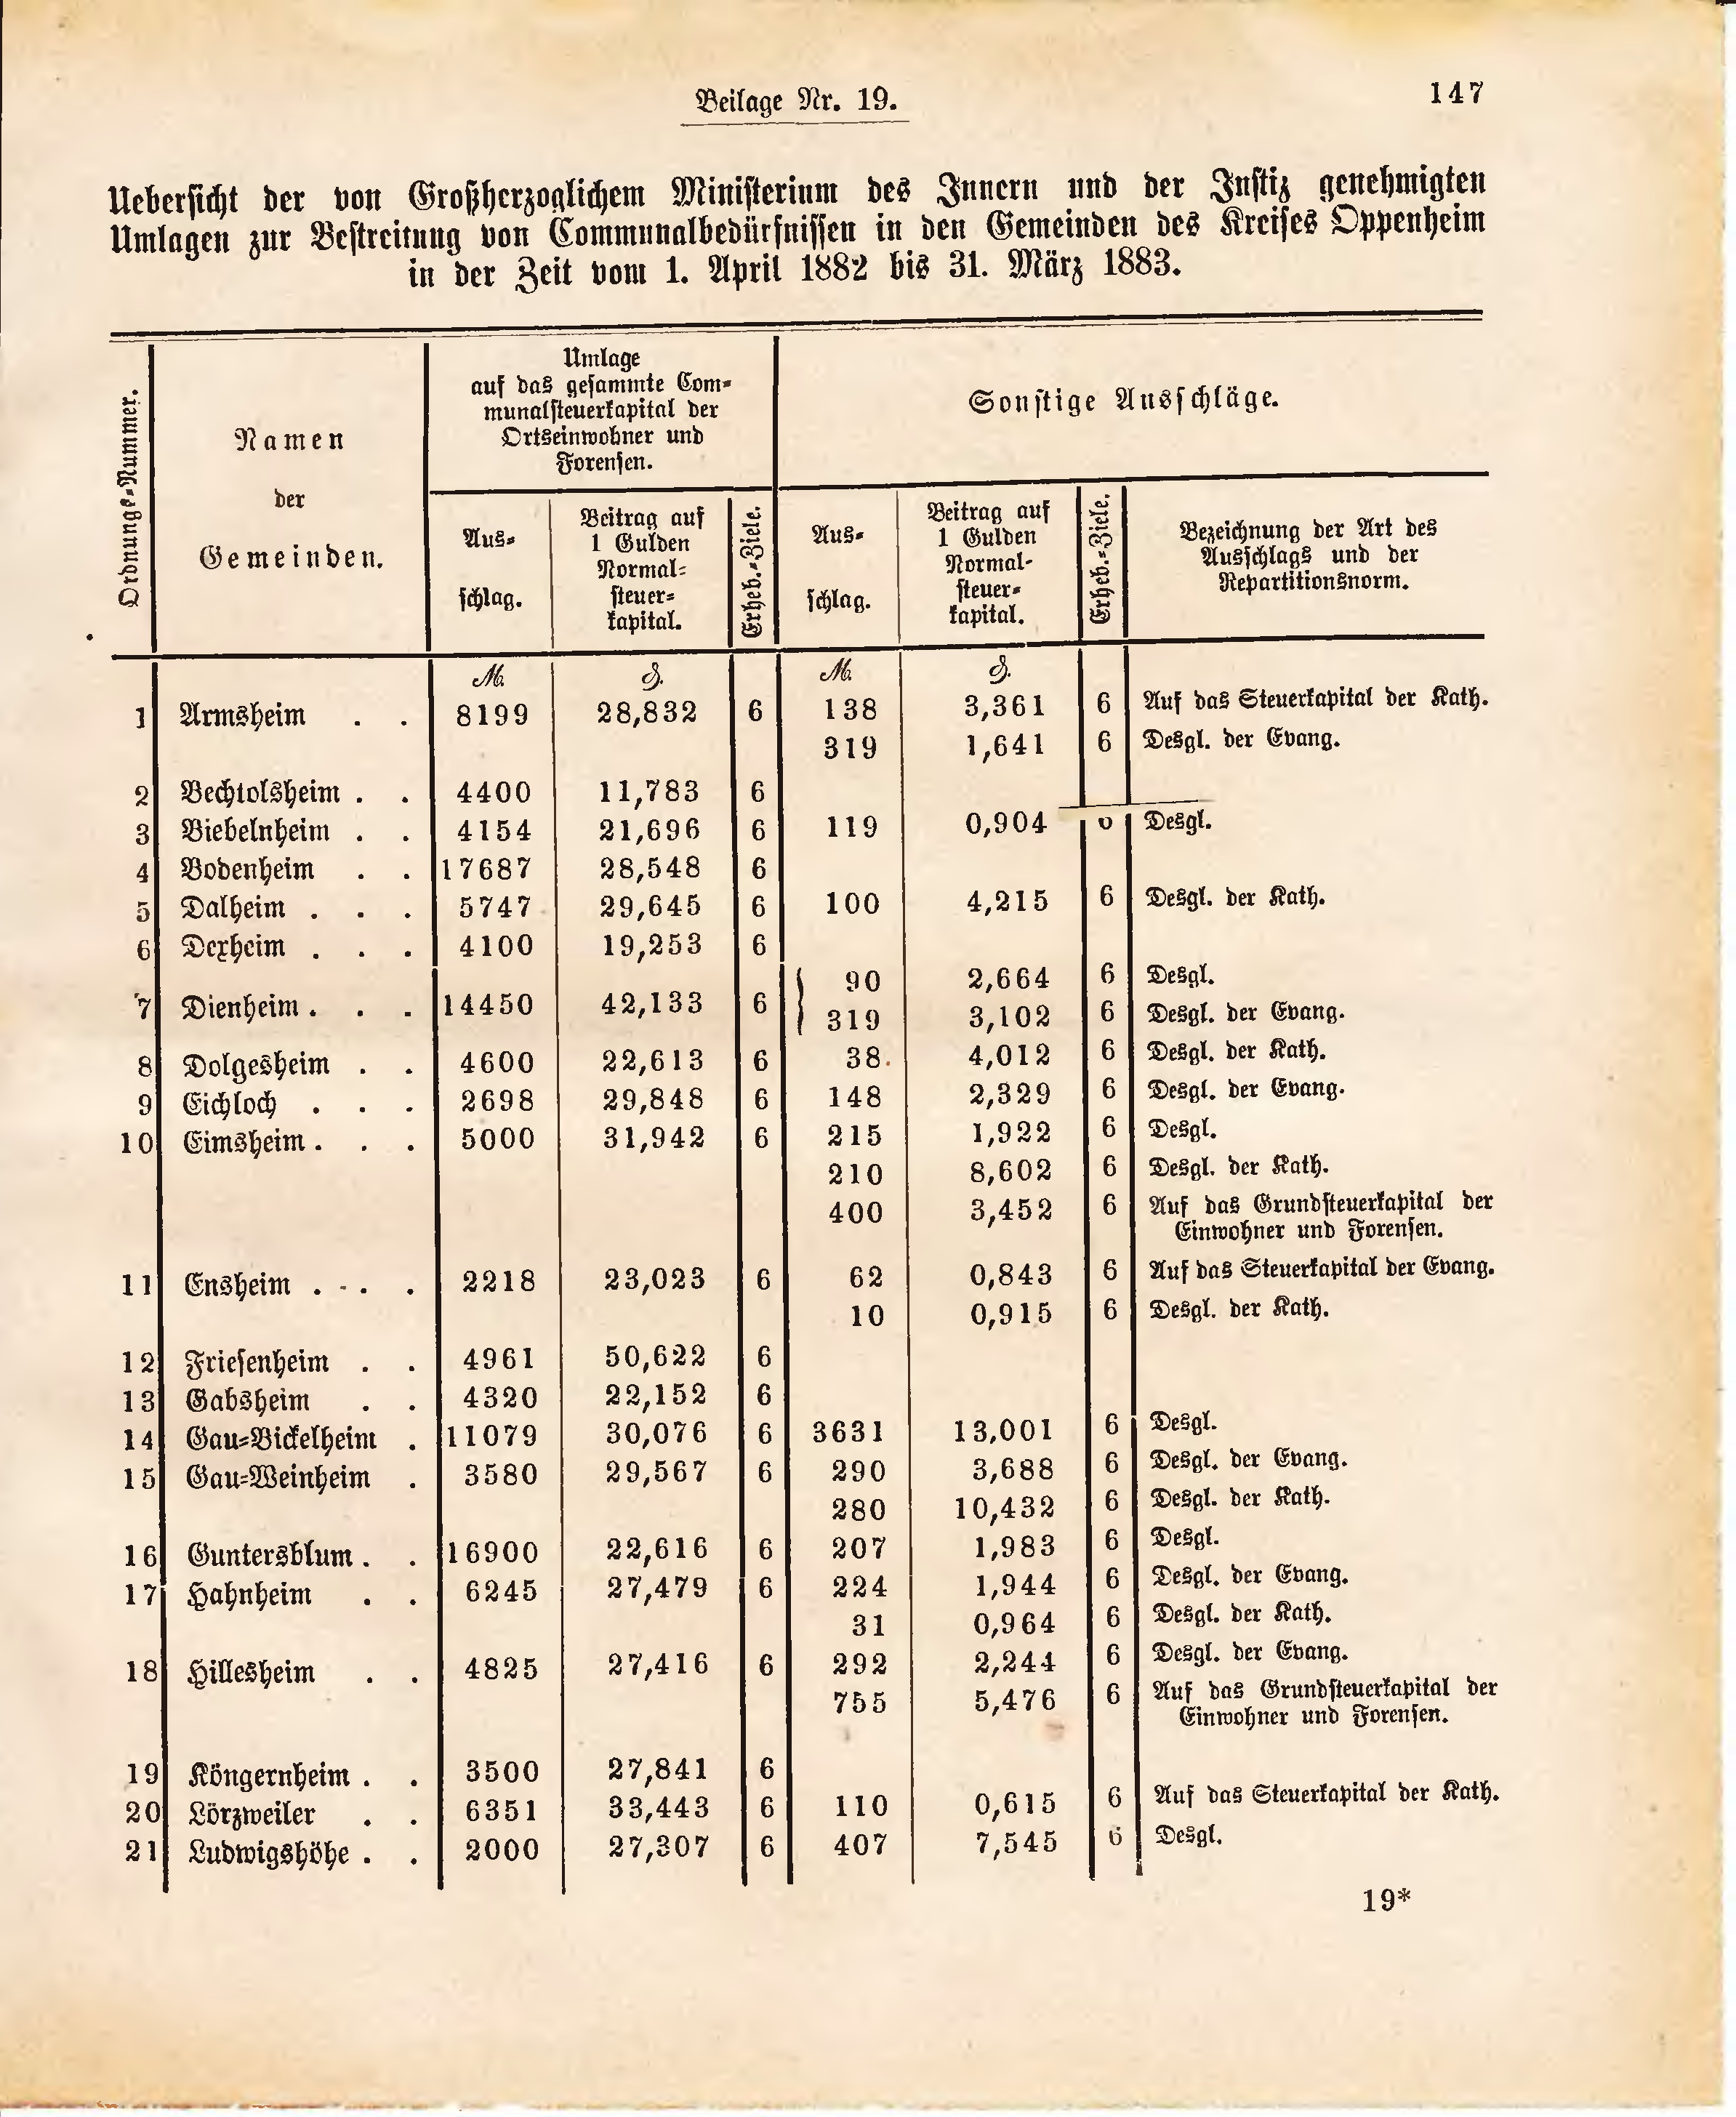 Beilage Nr. 19.
147
Uebersicht der von Großherzoglichem Ministerium des Innern und der Justiz genehmigten
Umlagen zur Bestreitung von Communalbedürfnissen in den Gemeinden des Kreises Oppenheim
in der Zeit vom 1. April 1882 bis 31. März 1883.
Ordnungs-Nummer.
Namen
der
Gemeinden.
Umlage
auf das gesammte Com-
munalsteuerkapital der
Ortseinwohner und
Forensen.
Sonstige Ausschläge.
Aus-
schlag.
Beitrag auf
1 Gulden
Normal-
steuer-
kapital.
Erheb.-Ziele.
Aus-
schlag.
Beitrag auf
1 Gulden
Normal-
steuer-
kapital.
Erheb.-Ziele.
Bezeichnung der Art des
Ausschlags und der
Repartitionsnorm.
M. ₰. M. ₰.
1 Armsheim . . 8199 28,832 6 138 3,361 6 Auf das Steuerkapital der Kath.
319 1,641 6 Desgl. der Evang.
2 Bechtolsheim . . 4400 11,783 6
3 Biebelnheim . . 4154 21,696 6 119 0,904 6 Desgl.
4 Bodenheim . . 17687 28,548 6
5 Dalheim . . . 5747 29,645 6 100 4,215 6 Desgl. der Kath.
6 Dexheim . . . 4100 19,253 6
90 2,664 6 Desgl.
7 Dienheim . . . 14450 42,133 6
319 3,102 6 Desgl. der Evang.
8 Dolgesheim . . 4600 22,613 6 38 4,012 6 Desgl. der Kath.
9 Eichloch . . . 2698 29,848 6 148 2,329 6 Desgl. der Evang.
10 Eimsheim . . . 5000 31,942 6 215 1,922 6 Desgl.
210 8,602 6 Desgl. der Kath.
400 3,452 6 Auf das Grundsteuerkapital der
Einwohner und Forensen.
11 Ensheim . . . 2218 23,023 6 62 0,843 6 Auf das Steuerkapital der Evang.
10 0,915 6 Desgl. der Kath.
12 Friesenheim . . 4961 50,622 6
13 Gabsheim . . 4320 22,152 6
14 Gau-Bickelheim . 11079 30,076 6 3631 13,001 6 Desgl.
15 Gau-Weinheim . 3580 29,567 6 290 3,688 6 Desgl. der Evang.
280 10,432 6 Desgl. der Kath.
16 Guntersblum . . 16900 22,616 6 207 1,983 6 Desgl.
17 Hahnheim . . 6245 27,479 6 224 1,944 6 Desgl. der Evang.
31 0,964 6 Desgl. der Kath.
18 Hillesheim . . 4825 27,416 6 292 2,244 6 Desgl. der Evang.
755 5,476 6 Auf das Grundsteuerkapital der
Einwohner und Forensen.
19 Köngernheim . . 3500 27,841 6
20 Lörzweiler . . 6351 33,443 6 110 0,615 6 Auf das Steuerkapital der Kath.
21 Ludwigshöhe . . 2000 27,307 6 407 7,545 6 Desgl.
19*